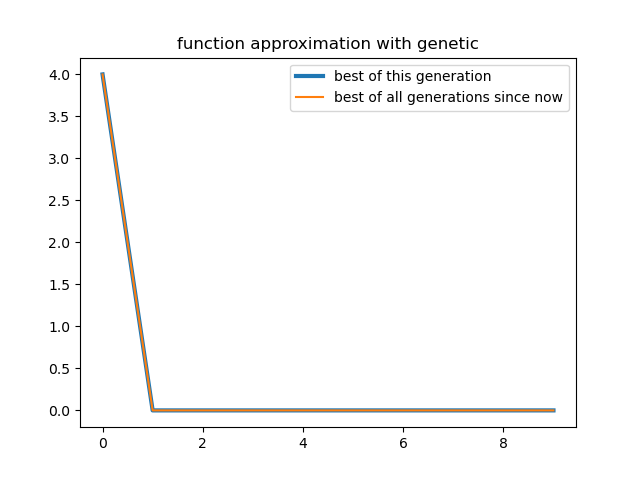 function approximation with genetic
best of this generation
best of all generations since now
4.0
3.5
3.0
2.5
2.0
1.5
1.0
0.5
0.0
0 2 4 6 8